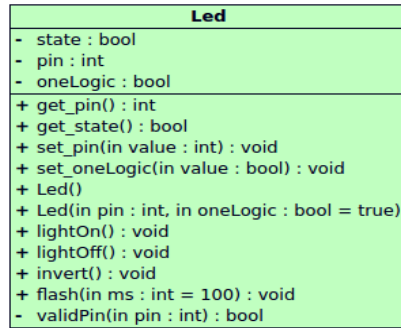 Led
- state : bool
- pin : int
- oneLogic : bool
+ get_pin() : int
+ get_state() : bool
+ set_pin(in value : int) : void
+ set_oneLogic(in value : bool) : void
+ Led()
+ Led(in pin : int, in oneLogic : bool = true)
+ lightOn() : void
+ lightOff() : void
+ invert() : void
+ flash(in ms : int = 100) : void
- validPin(in pin : int) : bool